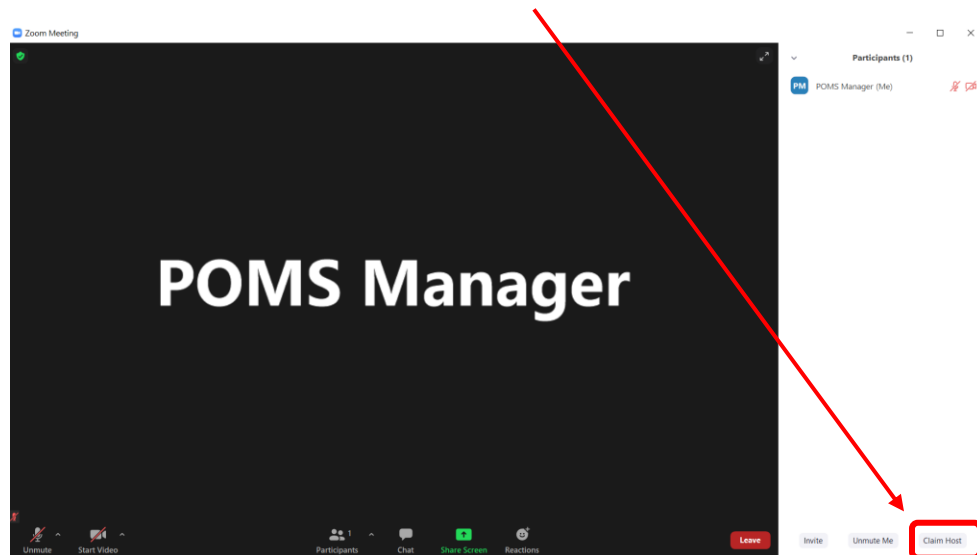 Zoom Meeting
Participants (1)
PM POMS Manager (Me)
POMS Manager
Unmute Start Video 1 Participants Chat Share Screen Reactions Leave
Invite Unmute Me Claim Host